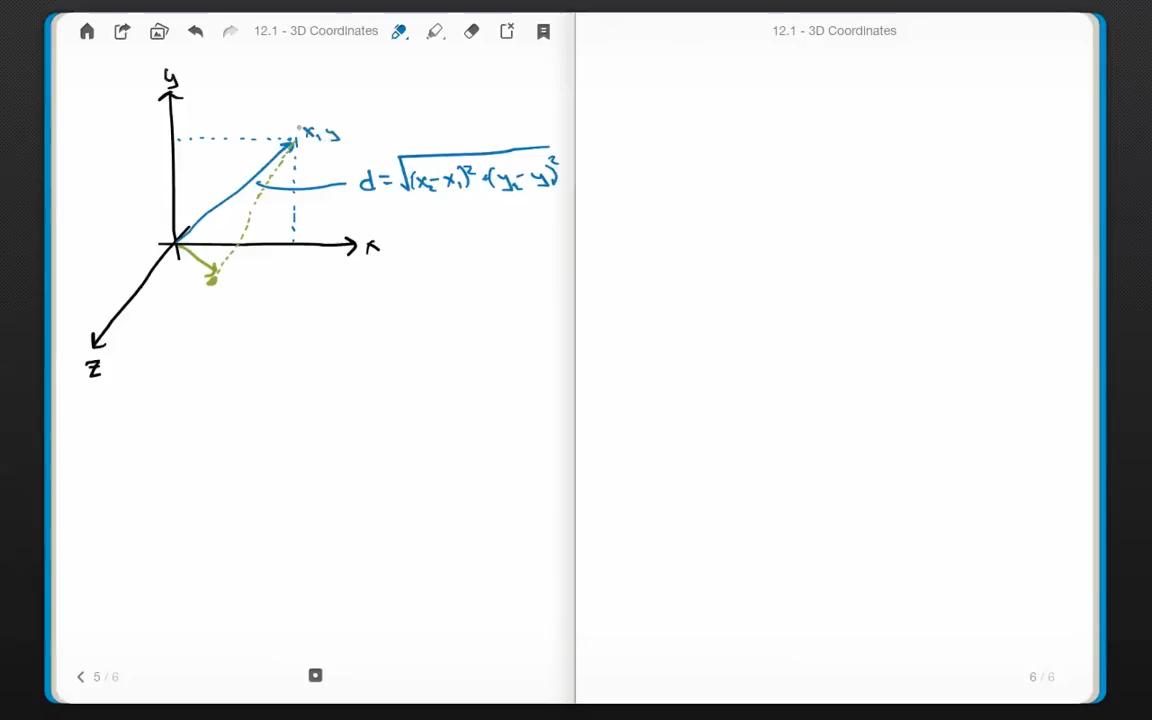 12.1 - 3D Coordinates
y
x, y
d = √(x₂-x₁)² + (y₂-y₁)²
x
z
5 / 6
12.1 - 3D Coordinates
6 / 6